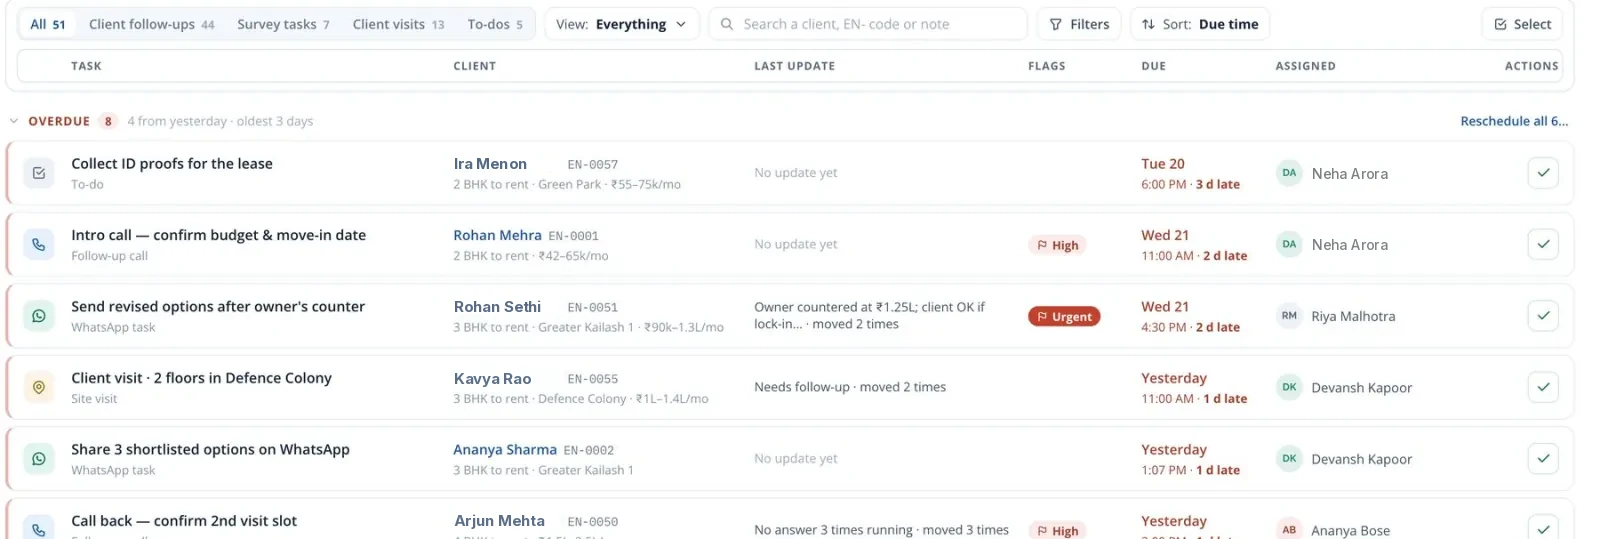 All 51 Client follow-ups 44 Survey tasks 7 Client visits 13 To-dos 5 View: Everything Search a client, EN- code or note Filters Sort: Due time Select
TASK CLIENT LAST UPDATE FLAGS DUE ASSIGNED ACTIONS
OVERDUE 8 4 from yesterday · oldest 3 days Reschedule all 6...
Collect ID proofs for the lease Ira Menon EN-0057 No update yet Tue 20 DA Neha Arora
To-do 2 BHK to rent · Green Park · ₹55–75k/mo 6:00 PM · 3 d late
Intro call — confirm budget & move-in date Rohan Mehra EN-0001 No update yet High Wed 21 DA Neha Arora
Follow-up call 2 BHK to rent · ₹42–65k/mo 11:00 AM · 2 d late
Send revised options after owner's counter Rohan Sethi EN-0051 Owner countered at ₹1.25L; client OK if Urgent Wed 21 RM Riya Malhotra
WhatsApp task 3 BHK to rent · Greater Kailash 1 · ₹90k–1.3L/mo lock-in... · moved 2 times 4:30 PM · 2 d late
Client visit · 2 floors in Defence Colony Kavya Rao EN-0055 Needs follow-up · moved 2 times Yesterday DK Devansh Kapoor
Site visit 3 BHK to rent · Defence Colony · ₹1L–1.4L/mo 11:00 AM · 1 d late
Share 3 shortlisted options on WhatsApp Ananya Sharma EN-0002 No update yet Yesterday DK Devansh Kapoor
WhatsApp task 3 BHK to rent · Greater Kailash 1 1:07 PM · 1 d late
Call back — confirm 2nd visit slot Arjun Mehta EN-0050 No answer 3 times running · moved 3 times High Yesterday AB Ananya Bose